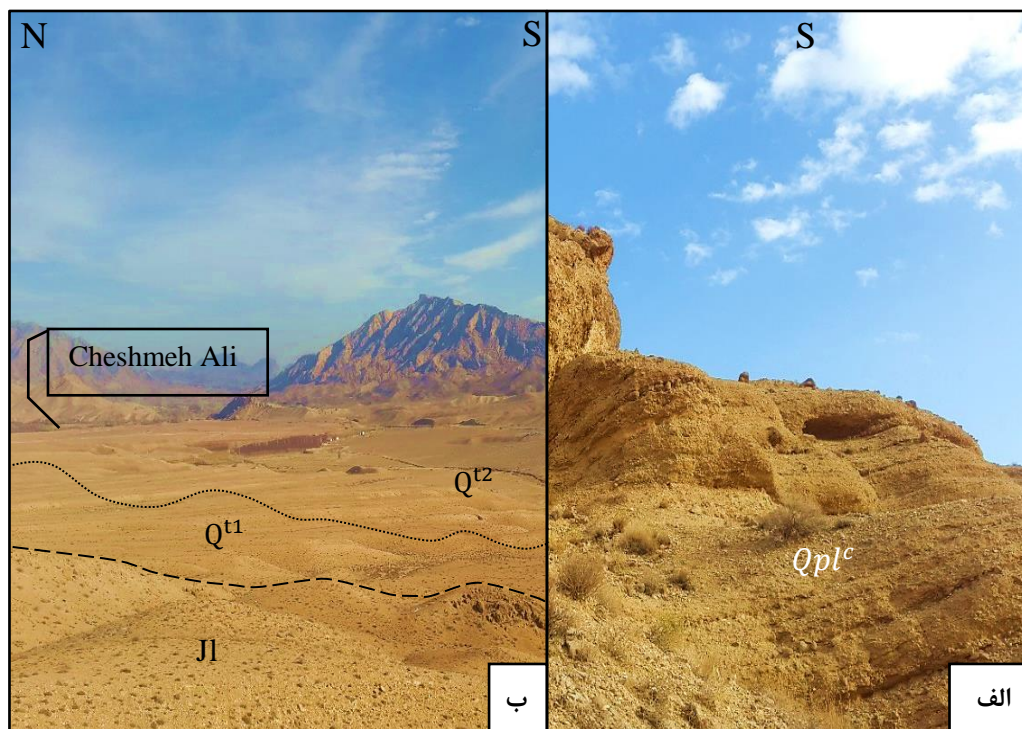 N
S
S
Cheshmeh Ali
Qᵗ²
Qᵗ¹
Qplᶜ
Jl
ب
الف